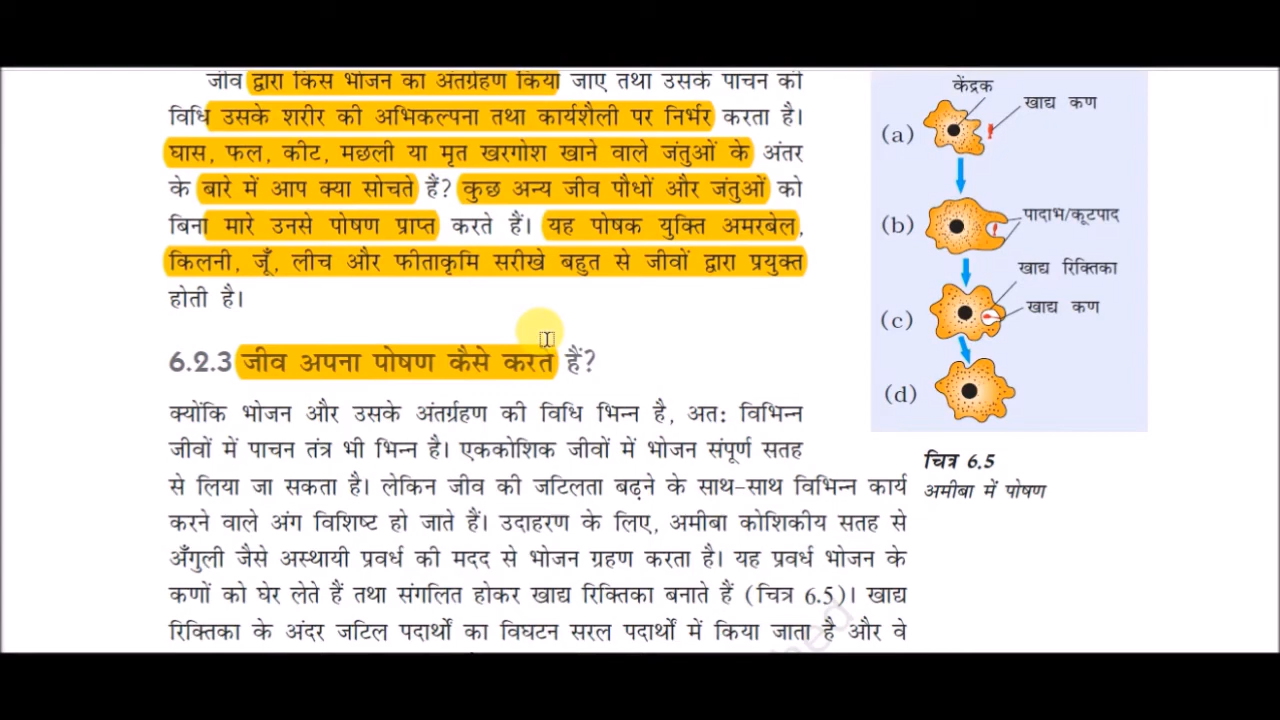 जीव द्वारा किस भोजन का अंतर्ग्रहण किया जाए तथा उसके पाचन की
विधि उसके शरीर की अभिकल्पना तथा कार्यशैली पर निर्भर करता है।
घास, फल, कीट, मछली या मृत खरगोश खाने वाले जंतुओं के अंतर
के बारे में आप क्या सोचते हैं? कुछ अन्य जीव पौधों और जंतुओं को
बिना मारे उनसे पोषण प्राप्त करते हैं। यह पोषक युक्ति अमरबेल,
किलनी, जूँ, लीच और फीताकृमि सरीखे बहुत से जीवों द्वारा प्रयुक्त
होती है।
6.2.3 जीव अपना पोषण कैसे करते हैं?
क्योंकि भोजन और उसके अंतर्ग्रहण की विधि भिन्न है, अतः विभिन्न
जीवों में पाचन तंत्र भी भिन्न है। एककोशिक जीवों में भोजन संपूर्ण सतह
से लिया जा सकता है। लेकिन जीव की जटिलता बढ़ने के साथ-साथ विभिन्न कार्य
करने वाले अंग विशिष्ट हो जाते हैं। उदाहरण के लिए, अमीबा कोशिकीय सतह से
अँगुली जैसे अस्थायी प्रवर्ध की मदद से भोजन ग्रहण करता है। यह प्रवर्ध भोजन के
कणों को घेर लेते हैं तथा संगलित होकर खाद्य रिक्तिका बनाते हैं (चित्र 6.5)। खाद्य
रिक्तिका के अंदर जटिल पदार्थों का विघटन सरल पदार्थों में किया जाता है और वे
केंद्रक
खाद्य कण
(a)
(b)
पादाभ/कूटपाद
खाद्य रिक्तिका
(c)
खाद्य कण
(d)
चित्र 6.5
अमीबा में पोषण